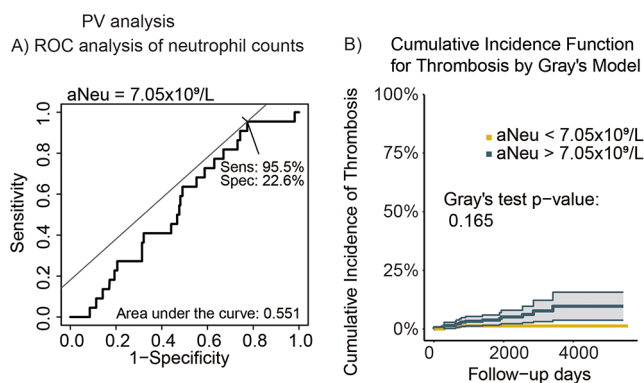 PV analysis
A) ROC analysis of neutrophil counts
aNeu = 7.05x10⁹/L
Sensitivity
1.0
0.8
0.6
0.4
0.2
0.0
Sens: 95.5%
Spec: 22.6%
Area under the curve: 0.551
0.0 0.2 0.4 0.6 0.8 1.0
1-Specificity
B) Cumulative Incidence Function
for Thrombosis by Gray's Model
Cumulative Incidence of Thrombosis
100%
75%
50%
25%
0%
aNeu < 7.05x10⁹/L
aNeu > 7.05x10⁹/L
Gray's test p-value:
0.165
0 2000 4000
Follow-up days